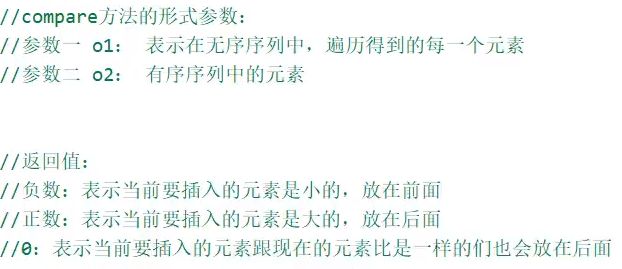 //compare方法的形式参数：
//参数一 o1： 表示在无序序列中，遍历得到的每一个元素
//参数二 o2： 有序序列中的元素
//返回值：
//负数：表示当前要插入的元素是小的，放在前面
//正数：表示当前要插入的元素是大的，放在后面
//0：表示当前要插入的元素跟现在的元素比是一样的们也会放在后面